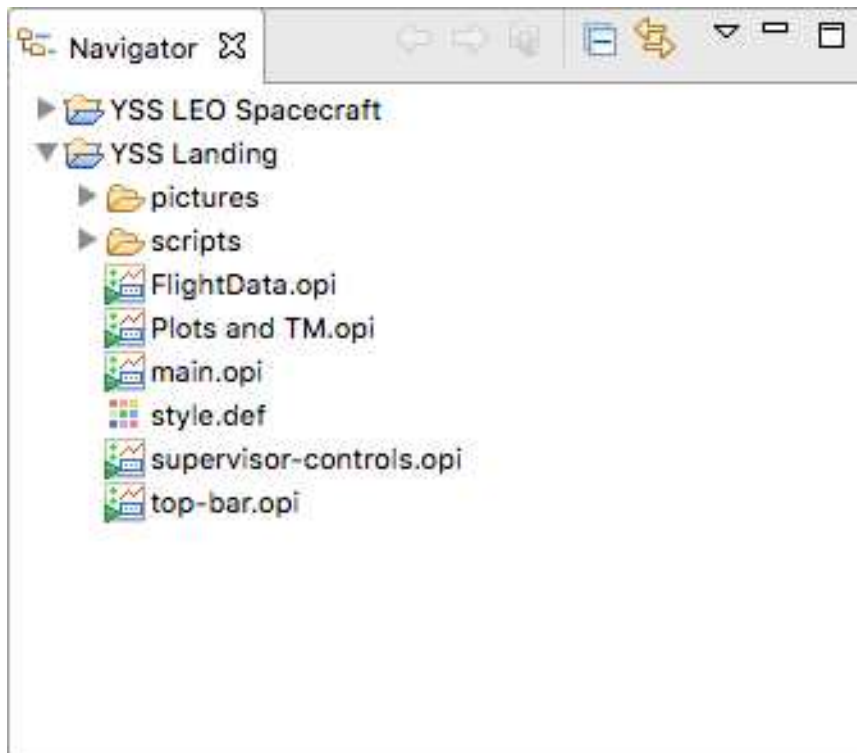 Navigator
YSS LEO Spacecraft
YSS Landing
pictures
scripts
FlightData.opi
Plots and TM.opi
main.opi
style.def
supervisor-controls.opi
top-bar.opi